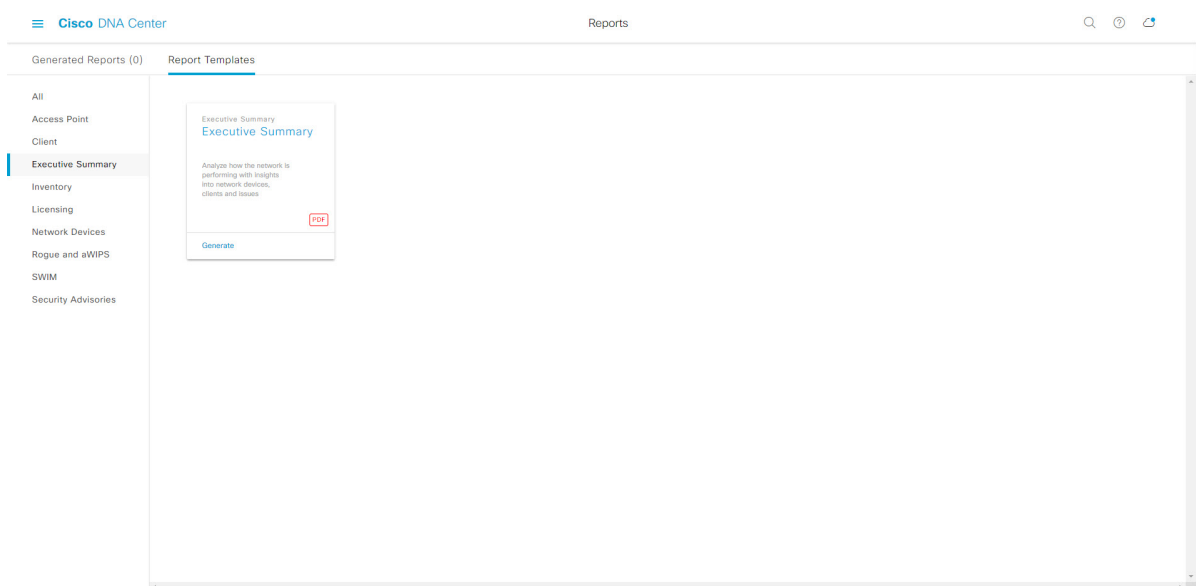 Cisco DNA Center
Reports
Generated Reports (0)
Report Templates
All
Access Point
Client
Executive Summary
Inventory
Licensing
Network Devices
Rogue and aWIPS
SWIM
Security Advisories
Executive Summary
Executive Summary
Analyze how the network is
performing with insights
into network devices,
clients and issues
PDF
Generate